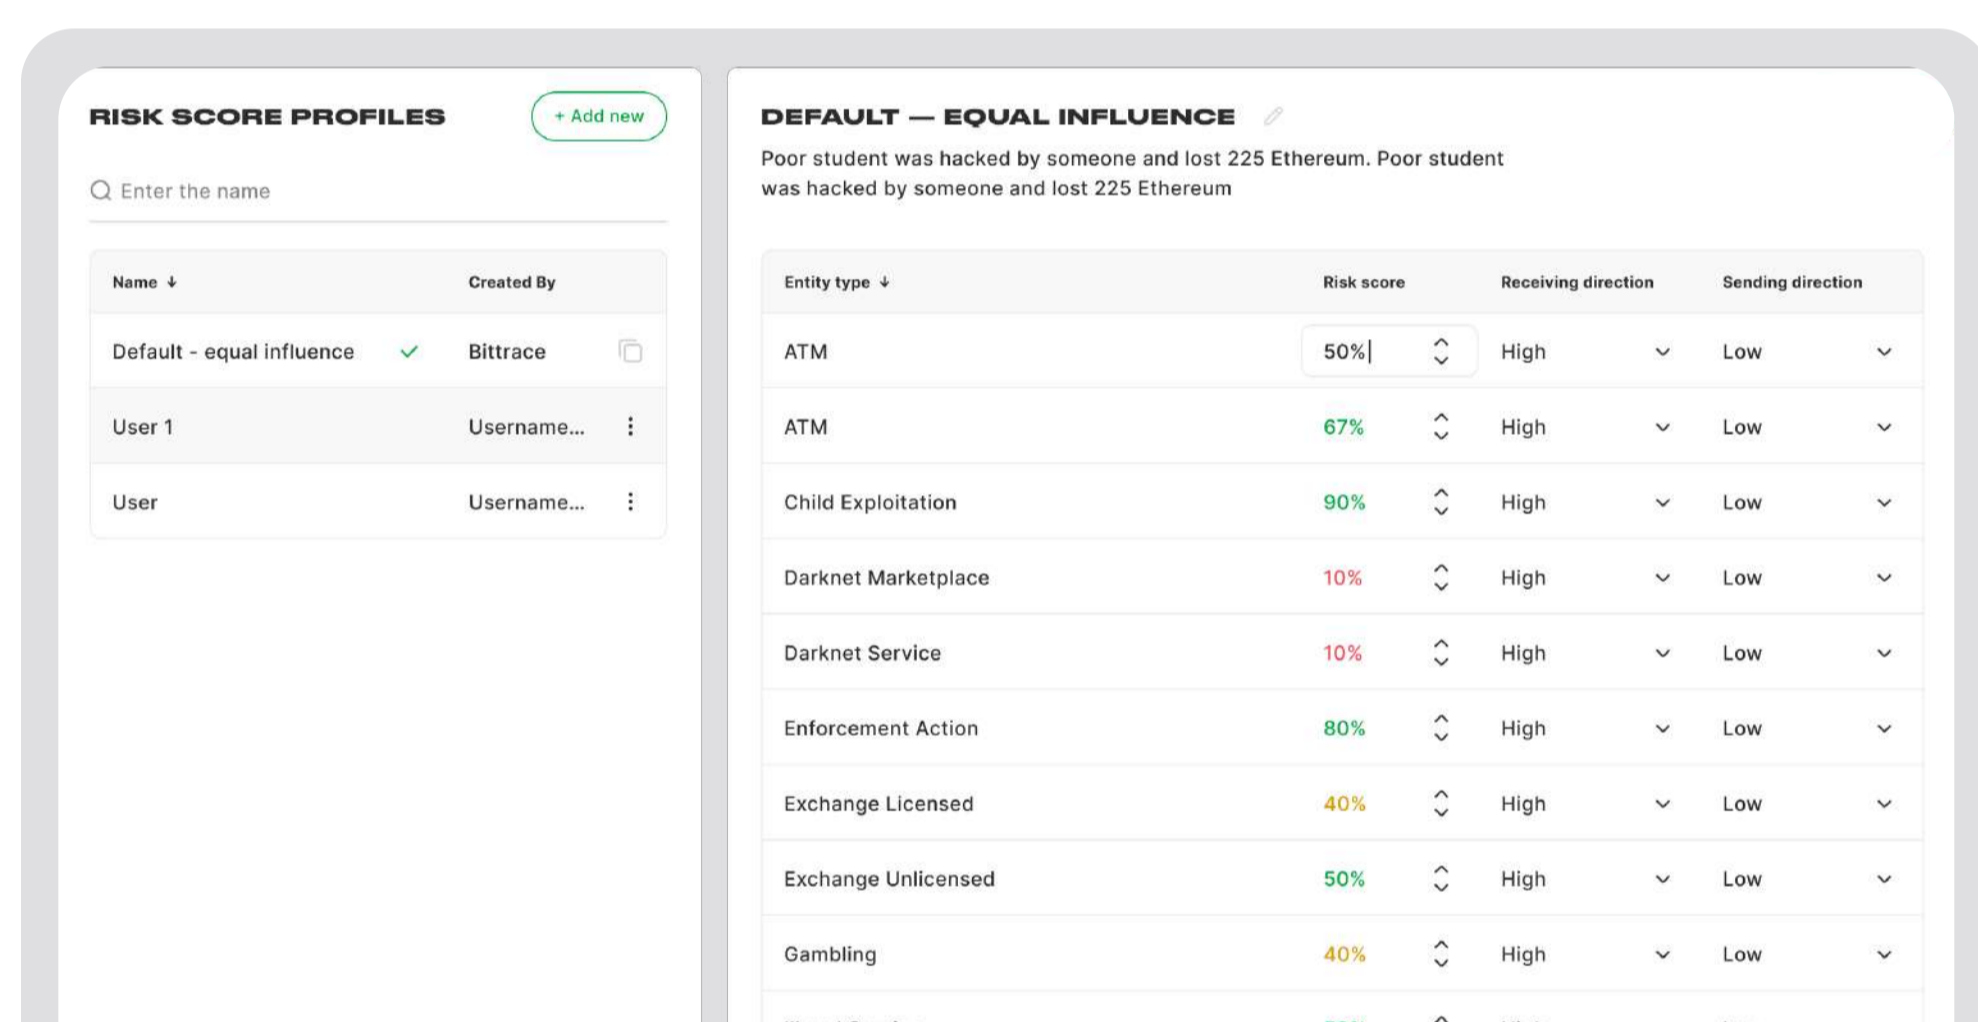 RISK SCORE PROFILES
+ Add new
Enter the name
Name ↓ Created By
Default - equal influence Bittrace
User 1 Username...
User Username...
DEFAULT — EQUAL INFLUENCE
Poor student was hacked by someone and lost 225 Ethereum. Poor student
was hacked by someone and lost 225 Ethereum
Entity type ↓ Risk score Receiving direction Sending direction
ATM 50% High Low
ATM 67% High Low
Child Exploitation 90% High Low
Darknet Marketplace 10% High Low
Darknet Service 10% High Low
Enforcement Action 80% High Low
Exchange Licensed 40% High Low
Exchange Unlicensed 50% High Low
Gambling 40% High Low